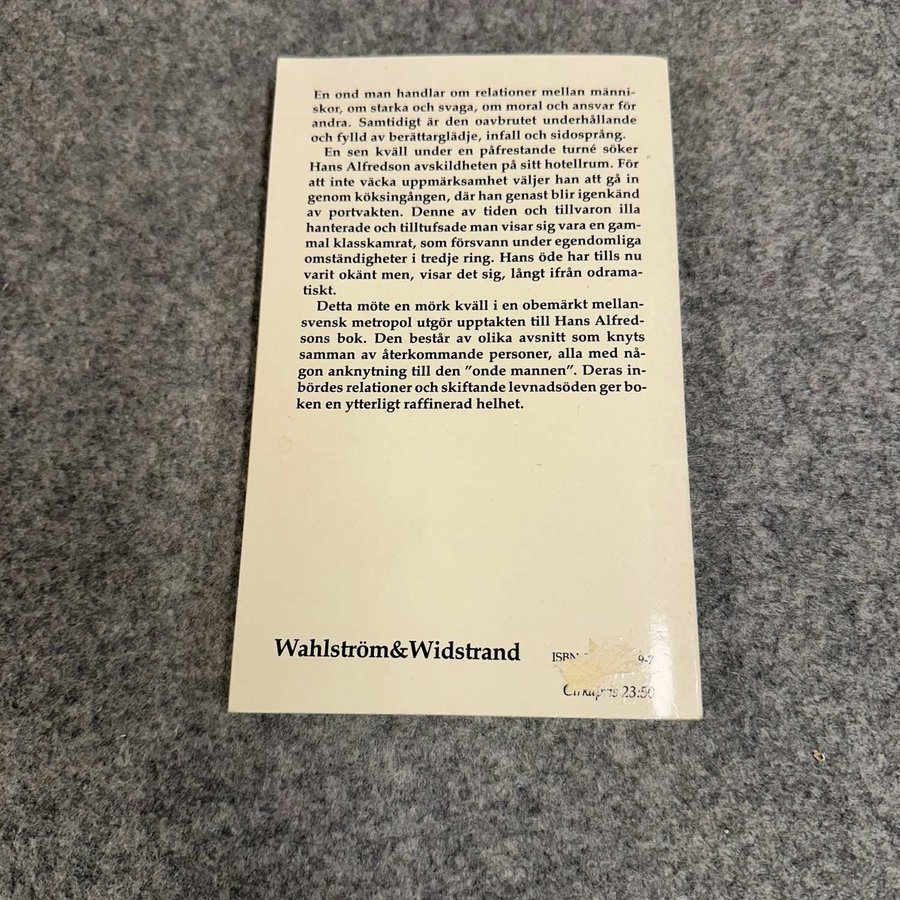 En ond man handlar om relationer mellan männi-
skor, om starka och svaga, om moral och ansvar för
andra. Samtidigt är den oavbrutet underhållande
och fylld av berättarglädje, infall och sidosprång.
En sen kväll under en påfrestande turné söker
Hans Alfredson avskildheten på sitt hotellrum. För
att inte väcka uppmärksamhet väljer han att gå in
genom köksingången, där han genast blir igenkänd
av portvakten. Denne av tiden och tillvaron illa
hanterade och tilltufsade man visar sig vara en gam-
mal klasskamrat, som försvann under egendomliga
omständigheter i tredje ring. Hans öde har tills nu
varit okänt men, visar det sig, långt ifrån odrama-
tiskt.
Detta möte en mörk kväll i en obemärkt mellan-
svensk metropol utgör upptakten till Hans Alfred-
sons bok. Den består av olika avsnitt som knyts
samman av återkommande personer, alla med nå-
gon anknytning till den "onde mannen". Deras in-
bördes relationer och skiftande levnadsöden ger bo-
ken en ytterligt raffinerad helhet.
Wahlström&Widstrand
ISBN 9-7
Cirkapris 23:50